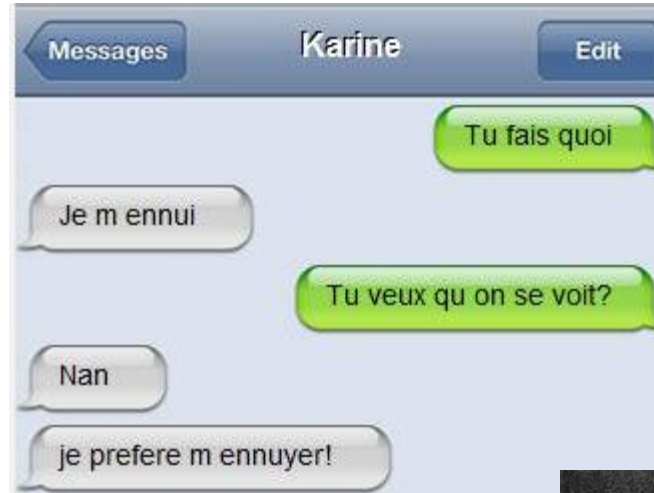 Messages
Karine
Edit
Tu fais quoi
Je m ennui
Tu veux qu on se voit?
Nan
je prefere m ennuyer!